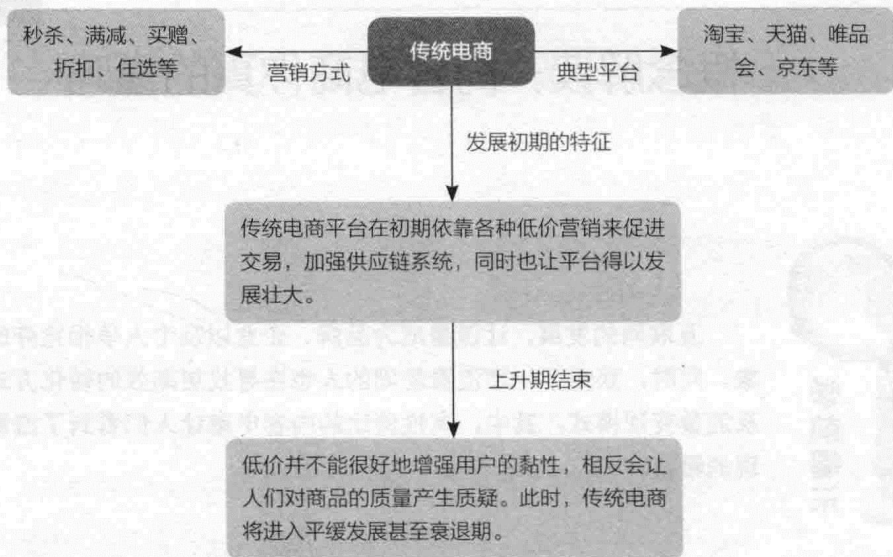 秒杀、满减、买赠、
折扣、任选等
营销方式
传统电商
典型平台
淘宝、天猫、唯品
会、京东等
发展初期的特征
传统电商平台在初期依靠各种低价营销来促进
交易，加强供应链系统，同时也让平台得以发
展壮大。
上升期结束
低价并不能很好地增强用户的黏性，相反会让
人们对商品的质量产生质疑。此时，传统电商
将进入平缓发展甚至衰退期。